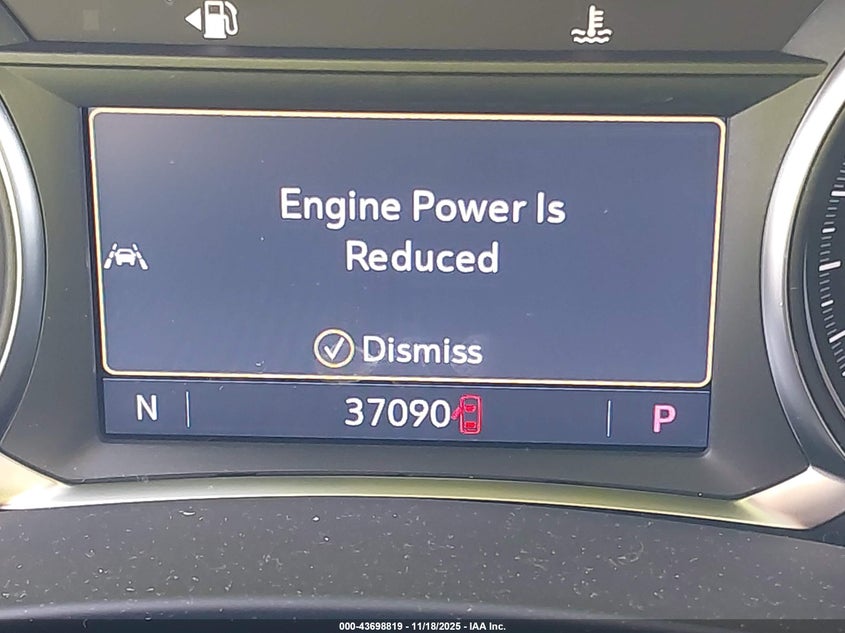 Engine Power Is
Reduced
Dismiss
N 37090 P
000-43698819 - 11/18/2025 - IAA Inc.